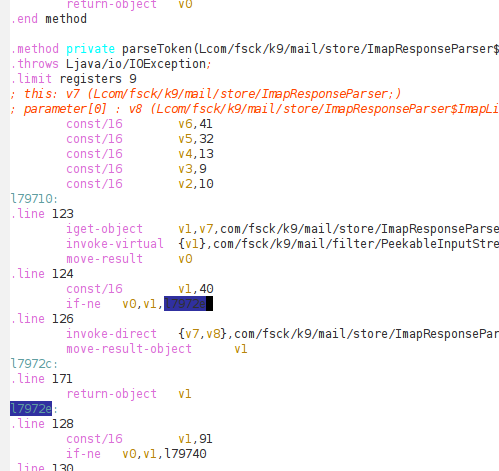 return-object v0
.end method
.method private parseToken(Lcom/fsck/k9/mail/store/ImapResponseParser$
.throws Ljava/io/IOException;
.limit registers 9
; this: v7 (Lcom/fsck/k9/mail/store/ImapResponseParser;)
; parameter[0] : v8 (Lcom/fsck/k9/mail/store/ImapResponseParser$ImapLi
const/16 v6,41
const/16 v5,32
const/16 v4,13
const/16 v3,9
const/16 v2,10
l79710:
.line 123
iget-object v1,v7,com/fsck/k9/mail/store/ImapResponsePars
invoke-virtual {v1},com/fsck/k9/mail/filter/PeekableInputStre
move-result v0
.line 124
const/16 v1,40
if-ne v0,v1,l7972e
.line 126
invoke-direct {v7,v8},com/fsck/k9/mail/store/ImapResponsePar
move-result-object v1
l7972c:
.line 171
return-object v1
l7972e:
.line 128
const/16 v1,91
if-ne v0,v1,l79740
.line 130